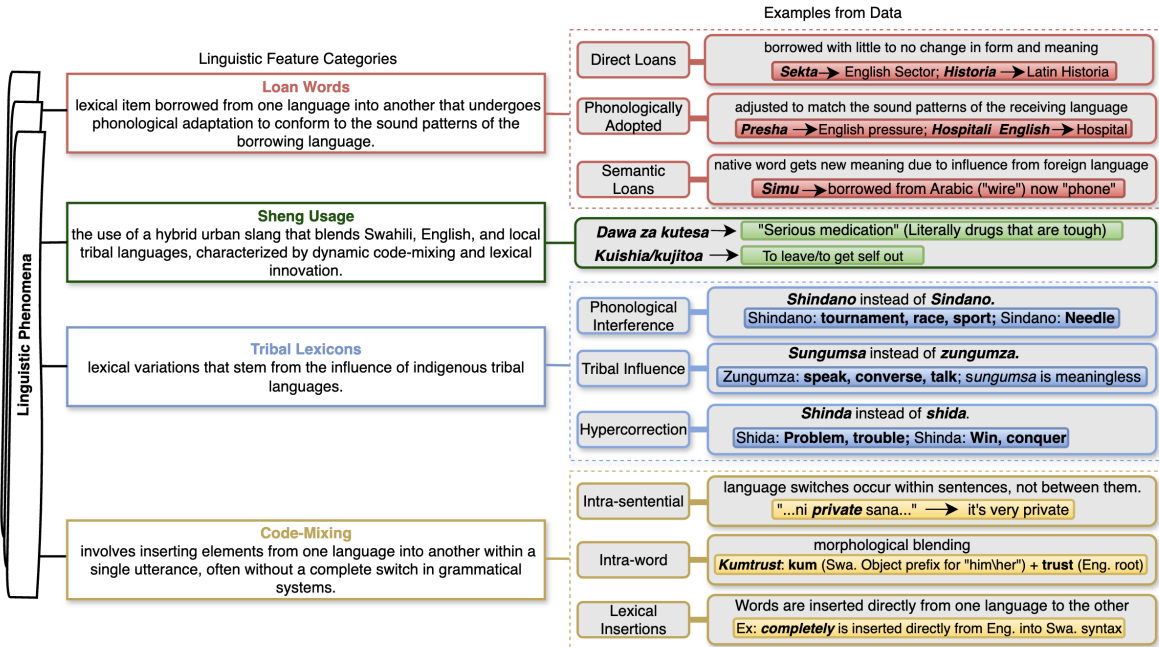 Examples from Data
Linguistic Feature Categories
Linguistic Phenomena
Loan Words
lexical item borrowed from one language into another that undergoes
phonological adaptation to conform to the sound patterns of the
borrowing language.
Direct Loans
borrowed with little to no change in form and meaning
Sekta → English Sector; Historia → Latin Historia
Phonologically
Adopted
adjusted to match the sound patterns of the receiving language
Presha → English pressure; Hospitali English → Hospital
Semantic
Loans
native word gets new meaning due to influence from foreign language
Simu → borrowed from Arabic ("wire") now "phone"
Sheng Usage
the use of a hybrid urban slang that blends Swahili, English, and local
tribal languages, characterized by dynamic code-mixing and lexical
innovation.
Dawa za kutesa → "Serious medication" (Literally drugs that are tough)
Kuishia/kujitoa → To leave/to get self out
Tribal Lexicons
lexical variations that stem from the influence of indigenous tribal
languages.
Phonological
Interference
Shindano instead of Sindano.
Shindano: tournament, race, sport; Sindano: Needle
Tribal Influence
Sungumsa instead of zungumza.
Zungumza: speak, converse, talk; sungumsa is meaningless
Hypercorrection
Shinda instead of shida.
Shida: Problem, trouble; Shinda: Win, conquer
Code-Mixing
involves inserting elements from one language into another within a
single utterance, often without a complete switch in grammatical
systems.
Intra-sentential
language switches occur within sentences, not between them.
"...ni private sana..." → it's very private
Intra-word
morphological blending
Kumtrust: kum (Swa. Object prefix for "him\her") + trust (Eng. root)
Lexical
Insertions
Words are inserted directly from one language to the other
Ex: completely is inserted directly from Eng. into Swa. syntax